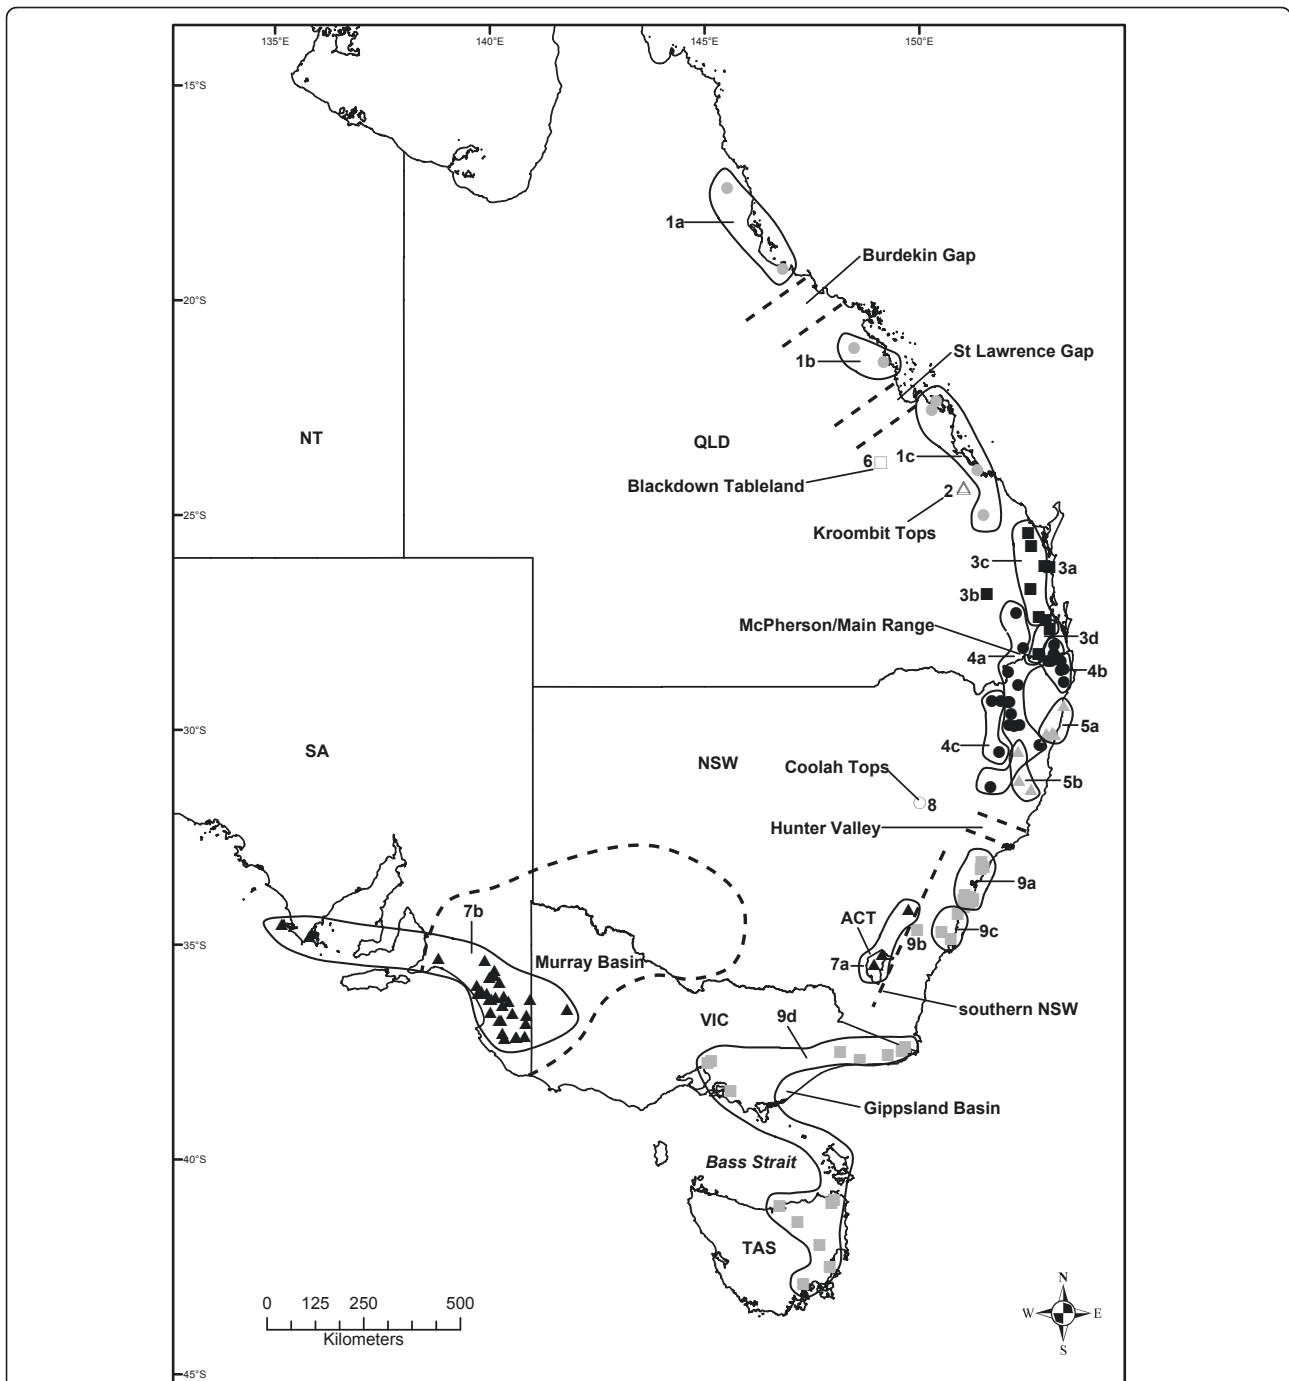 135°E 140°E 145°E 150°E
15°S
1a
Burdekin Gap
20°S
St Lawrence Gap
1b
NT
QLD
1c
6
Blackdown Tableland
2
25°S
Kroombit Tops
3c
3a
3b
McPherson/Main Range
3d
4a
4b
5a
30°S
4c
SA
NSW
Coolah Tops
5b
8
Hunter Valley
9a
7b
ACT
9c
35°S
9b
Murray Basin
7a
southern NSW
VIC
9d
Gippsland Basin
40°S
Bass Strait
TAS
N
W E
S
0 125 250 500
Kilometers
45°S